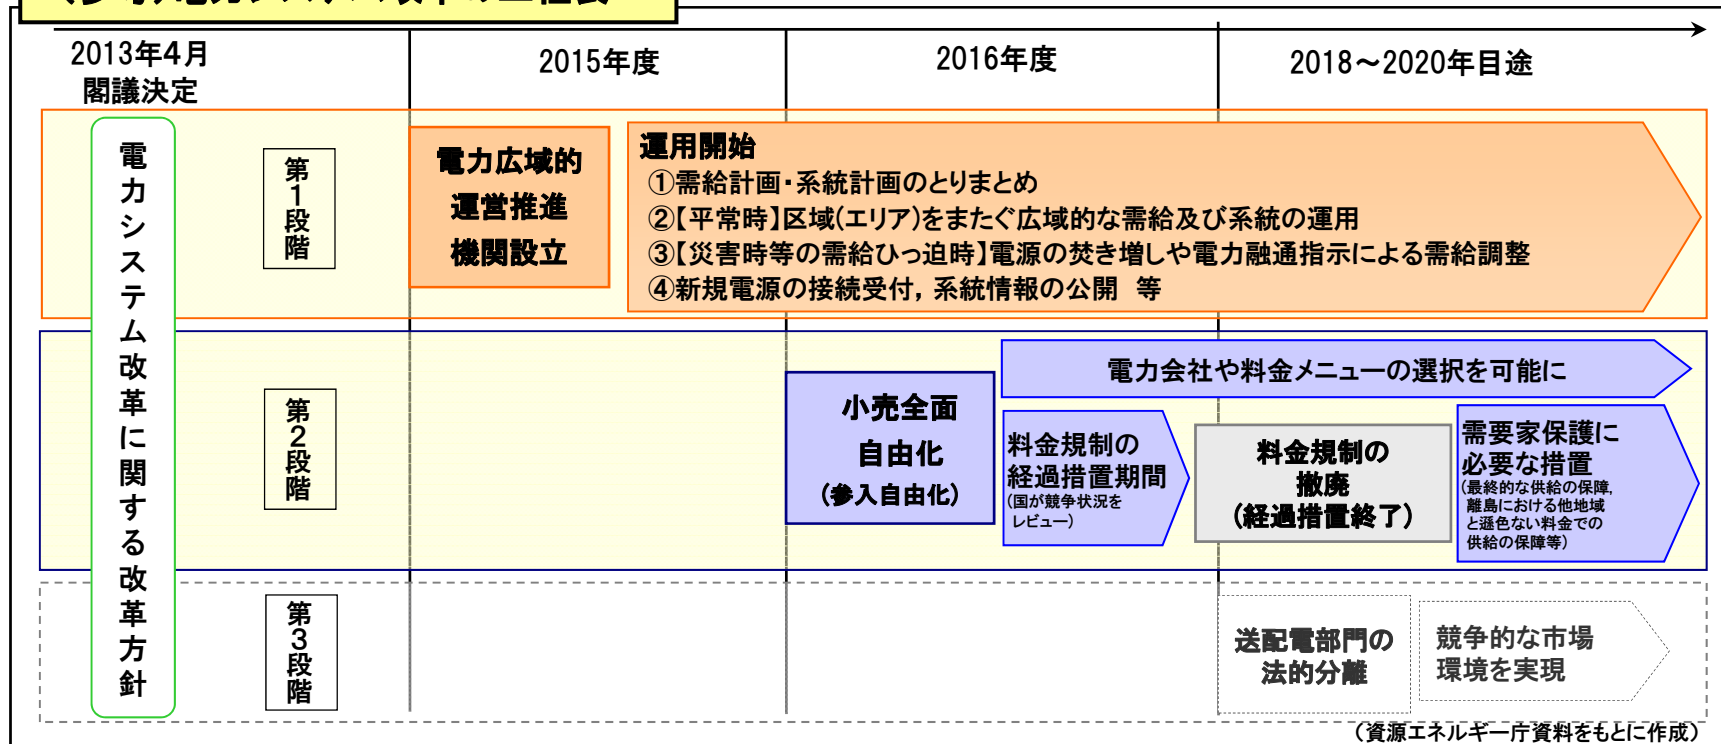 2013年4月
閣議決定
2015年度
2016年度
2018～2020年目途
電力システム改革に関する改革方針
第1段階
電力広域的
運営推進
機関設立
運用開始
①需給計画・系統計画のとりまとめ
②【平常時】区域(エリア)をまたぐ広域的な需給及び系統の運用
③【災害時等の需給ひっ迫時】電源の焚き増しや電力融通指示による需給調整
④新規電源の接続受付，系統情報の公開　等
第2段階
小売全面
自由化
(参入自由化)
電力会社や料金メニューの選択を可能に
料金規制の
経過措置期間
(国が競争状況を
レビュー)
料金規制の
撤廃
(経過措置終了)
需要家保護に
必要な措置
(最終的な供給の保障,
離島における他地域
と遜色ない料金での
供給の保障等)
第3段階
送配電部門の
法的分離
競争的な市場
環境を実現
(資源エネルギー庁資料をもとに作成)